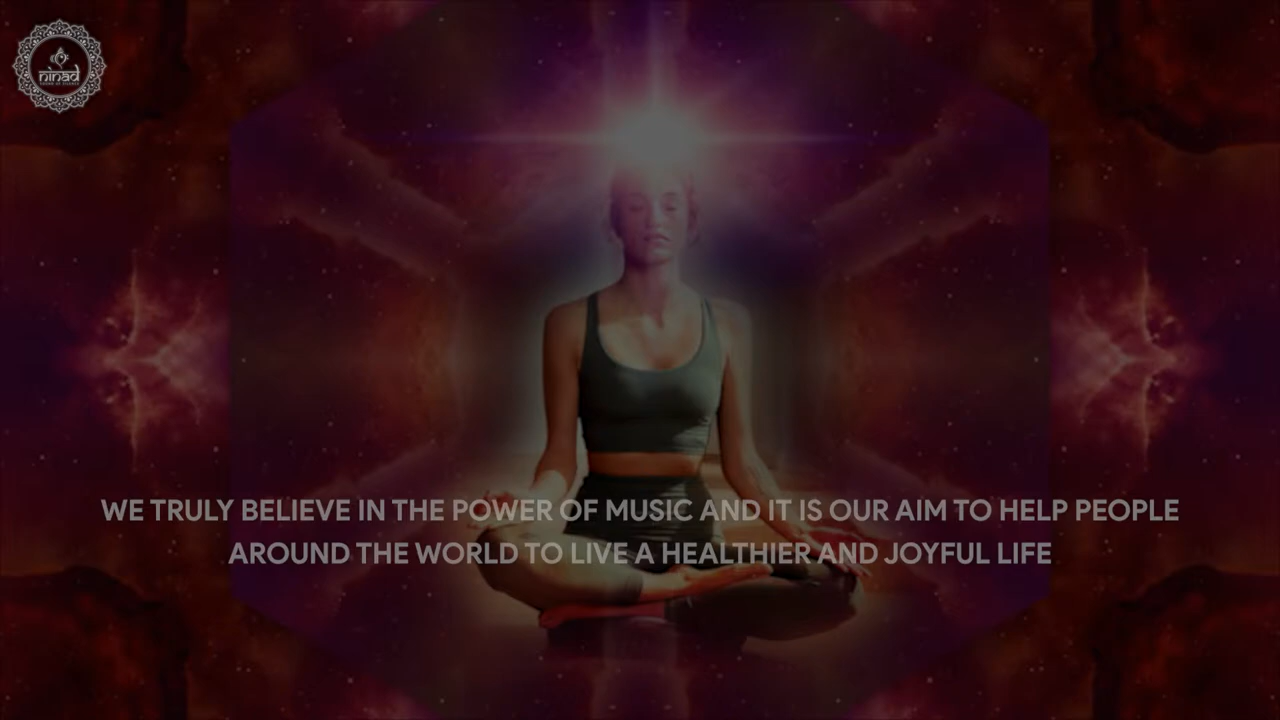 ninad
WE TRULY BELIEVE IN THE POWER OF MUSIC AND IT IS OUR AIM TO HELP PEOPLE
AROUND THE WORLD TO LIVE A HEALTHIER AND JOYFUL LIFE